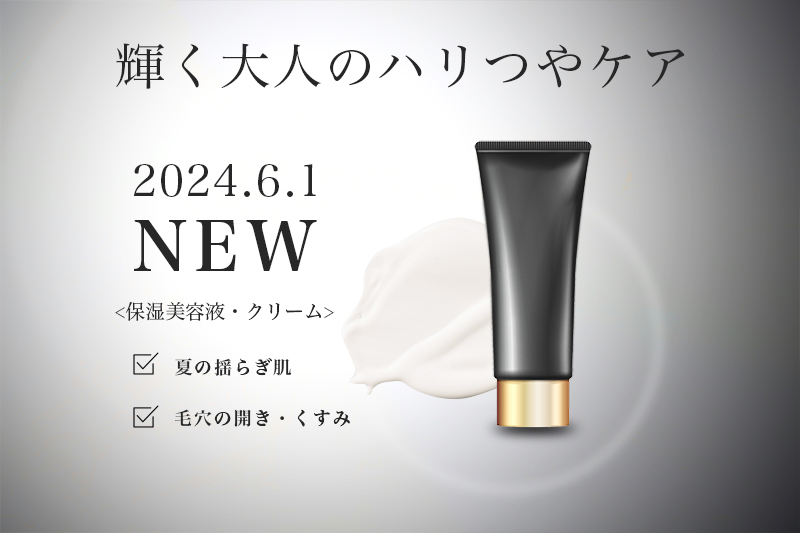 輝く大人のハリつやケア
2024.6.1
NEW
<保湿美容液・クリーム>
夏の揺らぎ肌
毛穴の開き・くすみ